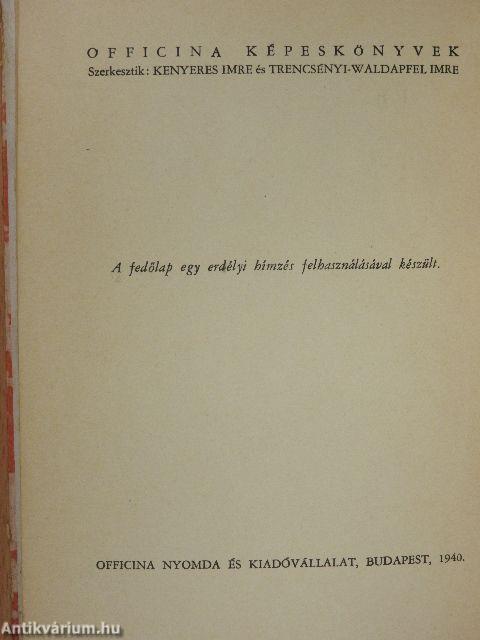 OFFICINA KÉPESKÖNYVEK
Szerkesztik: KENYERES IMRE és TRENCSÉNYI-WALDAPFEL IMRE
A fedőlap egy erdélyi hímzés felhasználásával készült.
OFFICINA NYOMDA ÉS KIADÓVÁLLALAT, BUDAPEST, 1940.
Antikvárium.hu